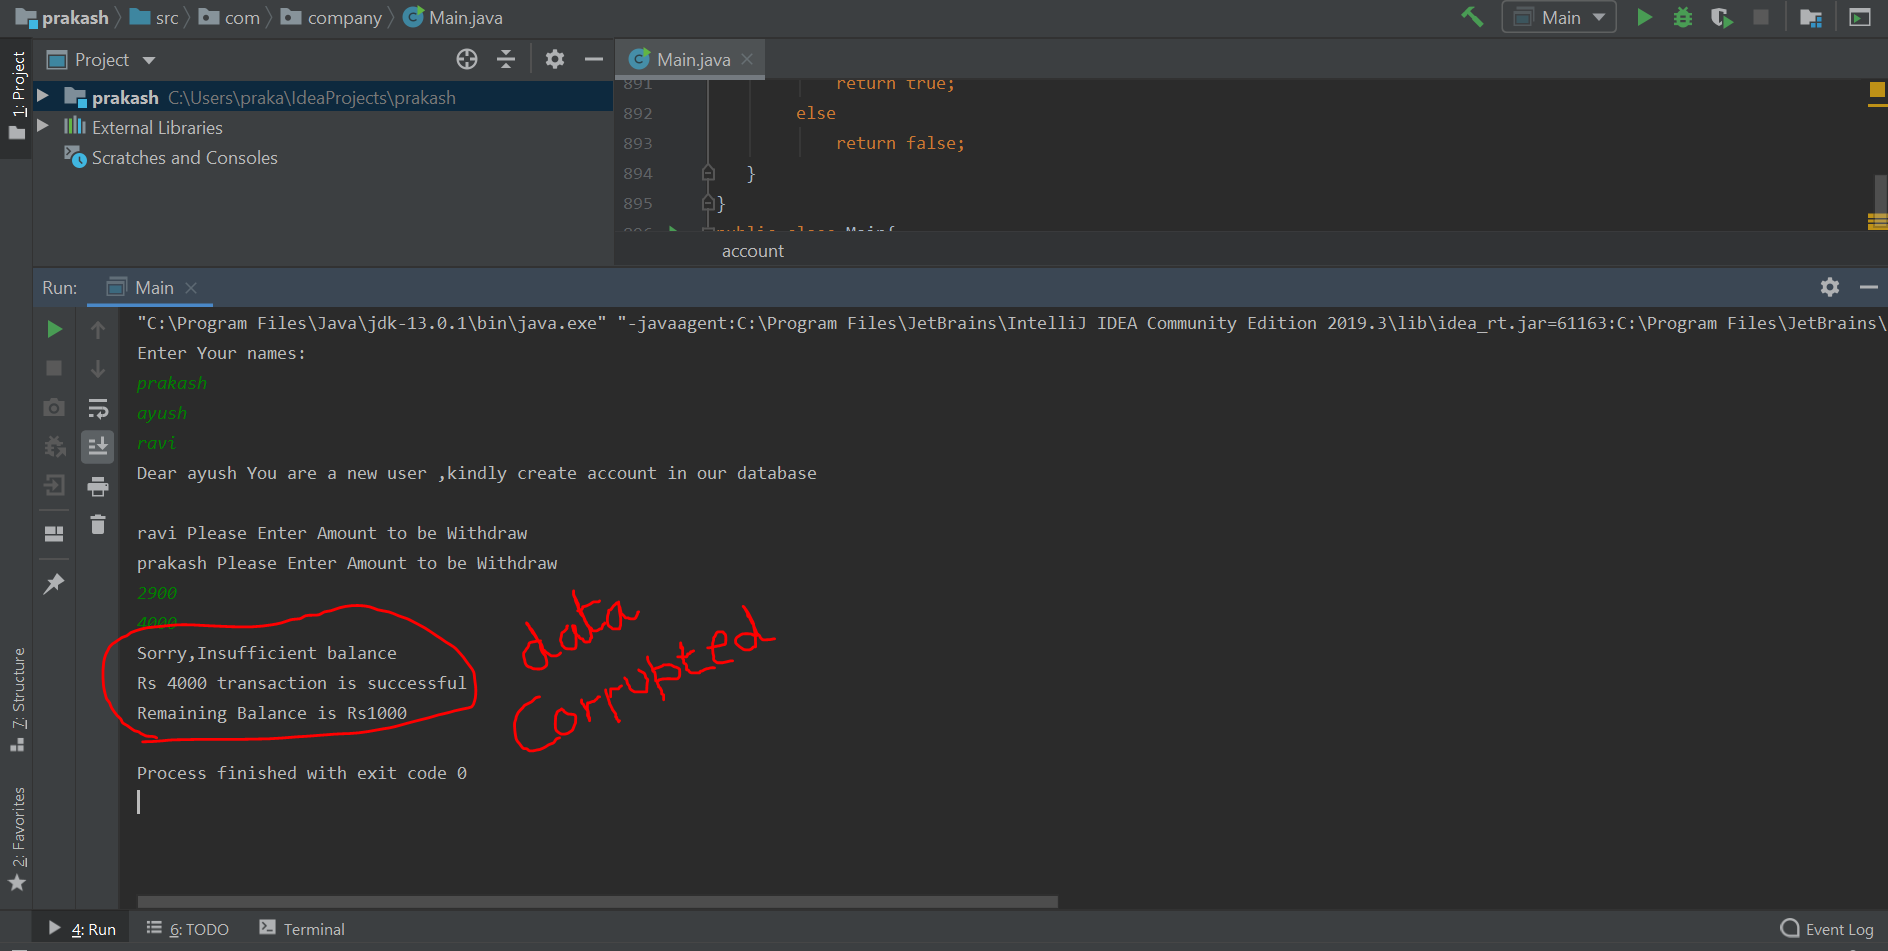 prakash src com company Main.java
Main
Project
Main.java
1: Project
prakash C:\Users\praka\IdeaProjects\prakash
External Libraries
Scratches and Consoles
891 return true;
892 else
893 return false;
894 }
895 }
896 public class Main{
account
Run: Main
"C:\Program Files\Java\jdk-13.0.1\bin\java.exe" "-javaagent:C:\Program Files\JetBrains\IntelliJ IDEA Community Edition 2019.3\lib\idea_rt.jar=61163:C:\Program Files\JetBrains\
Enter Your names:
prakash
ayush
ravi
Dear ayush You are a new user ,kindly create account in our database
ravi Please Enter Amount to be Withdraw
prakash Please Enter Amount to be Withdraw
2900
4000
Sorry,Insufficient balance
Rs 4000 transaction is successful
Remaining Balance is Rs1000
data
Corrupted
Process finished with exit code 0
7: Structure
2: Favorites
4: Run 6: TODO Terminal
Event Log